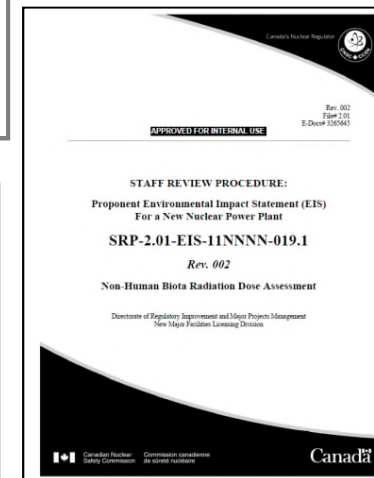 Canada's Nuclear Regulator
Rev. 002
File# 2.01
E-Docs# 3265645
APPROVED FOR INTERNAL USE
STAFF REVIEW PROCEDURE:
Proponent Environmental Impact Statement (EIS)
For a New Nuclear Power Plant
SRP-2.01-EIS-11NNNN-019.1
Rev. 002
Non-Human Biota Radiation Dose Assessment
Directorate of Regulatory Improvement and Major Projects Management
New Major Facilities Licensing Division
Canadian Nuclear Commission canadienne
Safety Commission de sûreté nucléaire
Canada